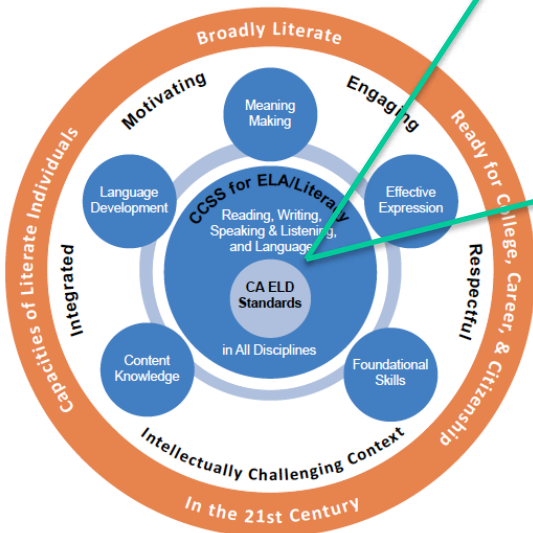 Broadly Literate
Ready for College, Career, & Citizenship
In the 21st Century
Capacities of Literate Individuals
Motivating
Engaging
Respectful
Intellectually Challenging Context
Integrated
Meaning
Making
Language
Development
Effective
Expression
Content
Knowledge
Foundational
Skills
CCSS for ELA/Literacy
Reading, Writing,
Speaking & Listening,
and Language
CA ELD
Standards
in All Disciplines